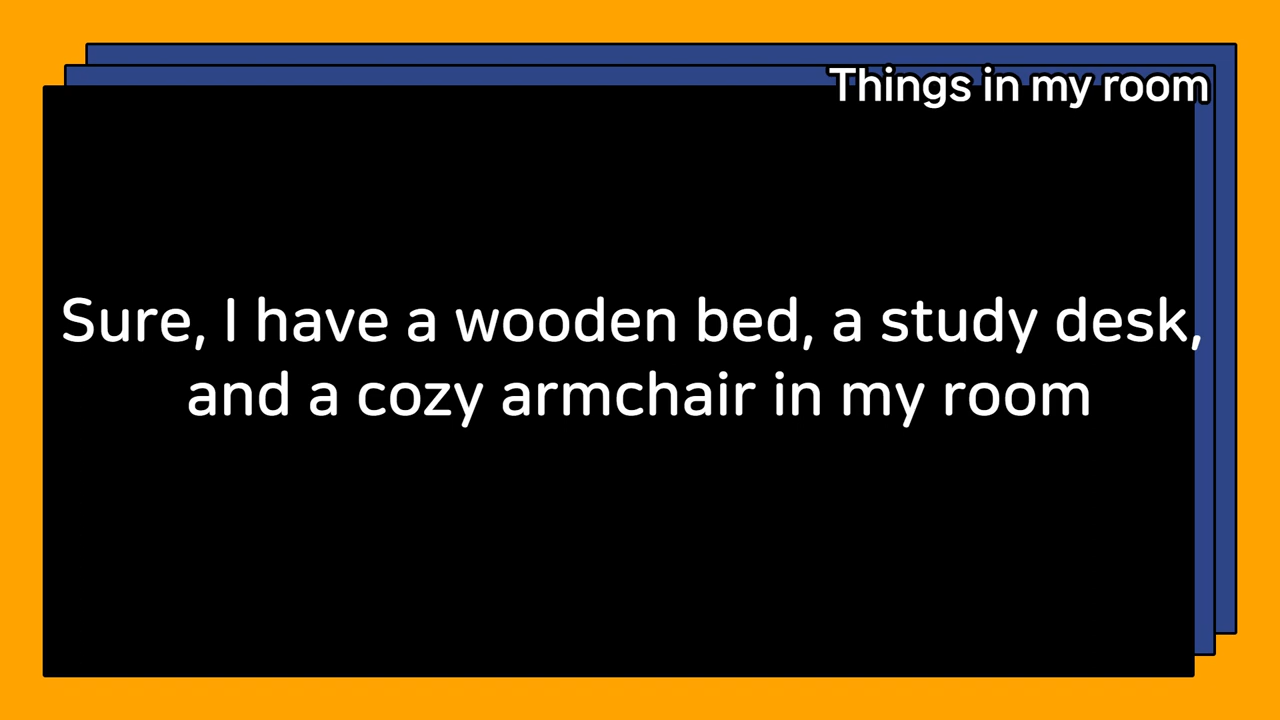 Things in my room
Sure, I have a wooden bed, a study desk,
and a cozy armchair in my room